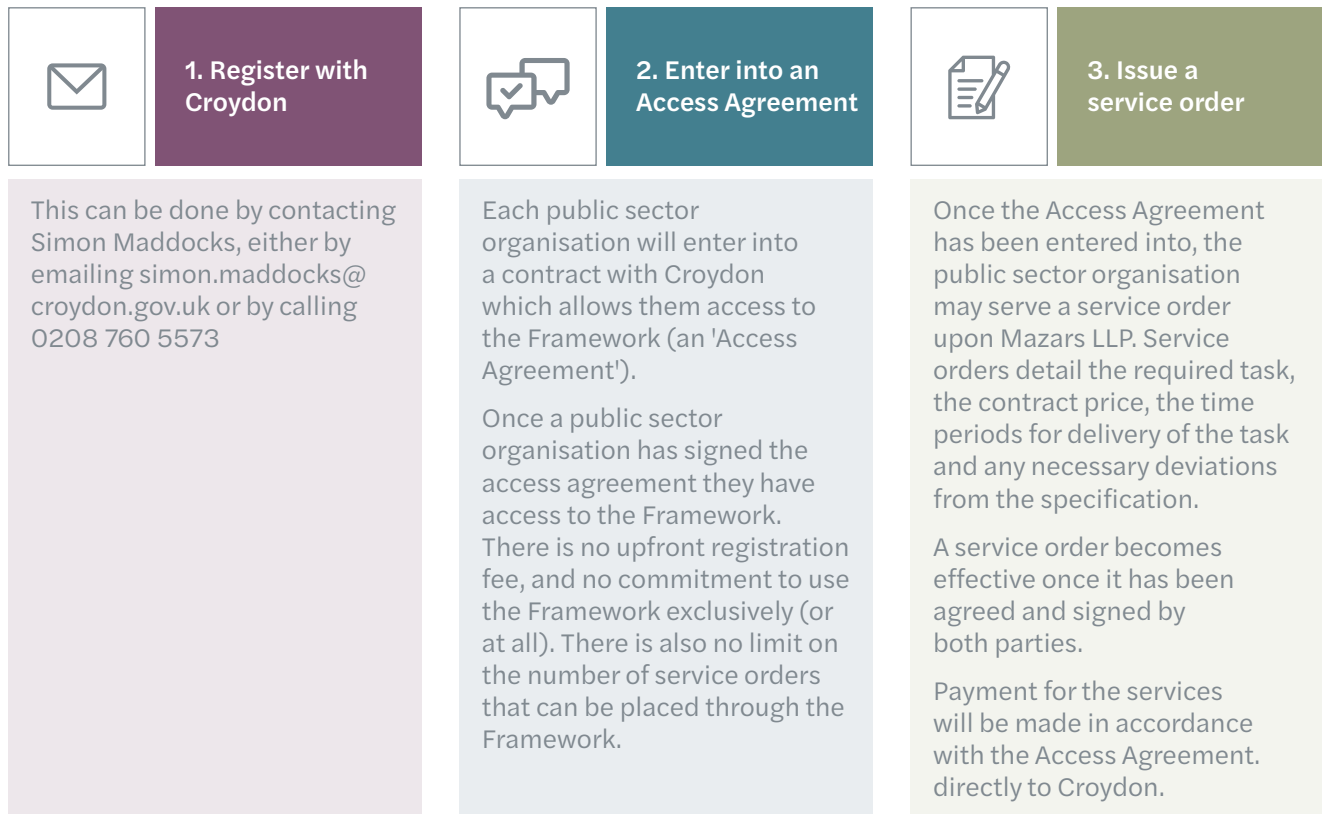 1. Register with
Croydon
This can be done by contacting
Simon Maddocks, either by
emailing simon.maddocks@
croydon.gov.uk or by calling
0208 760 5573
2. Enter into an
Access Agreement
Each public sector
organisation will enter into
a contract with Croydon
which allows them access to
the Framework (an 'Access
Agreement').
Once a public sector
organisation has signed the
access agreement they have
access to the Framework.
There is no upfront registration
fee, and no commitment to use
the Framework exclusively (or
at all). There is also no limit on
the number of service orders
that can be placed through the
Framework.
3. Issue a
service order
Once the Access Agreement
has been entered into, the
public sector organisation
may serve a service order
upon Mazars LLP. Service
orders detail the required task,
the contract price, the time
periods for delivery of the task
and any necessary deviations
from the specification.
A service order becomes
effective once it has been
agreed and signed by
both parties.
Payment for the services
will be made in accordance
with the Access Agreement.
directly to Croydon.